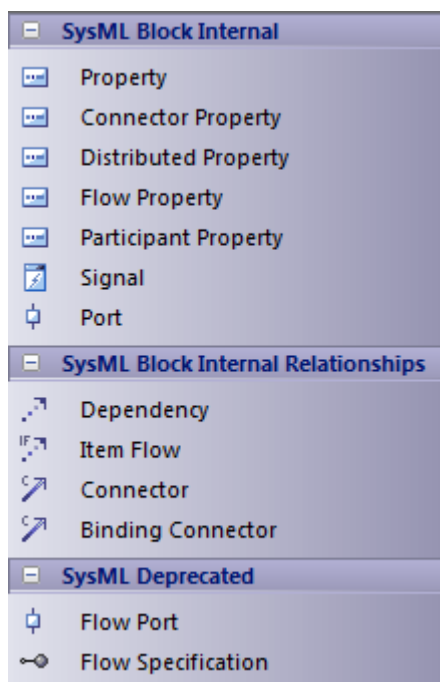 SysML Block Internal
Property
Connector Property
Distributed Property
Flow Property
Participant Property
Signal
Port
SysML Block Internal Relationships
Dependency
IF Item Flow
C Connector
C Binding Connector
SysML Deprecated
Flow Port
Flow Specification